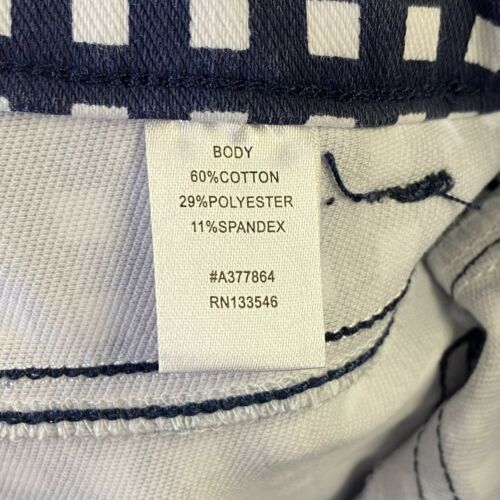 BODY
60%COTTON
29%POLYESTER
11%SPANDEX
#A377864
RN133546